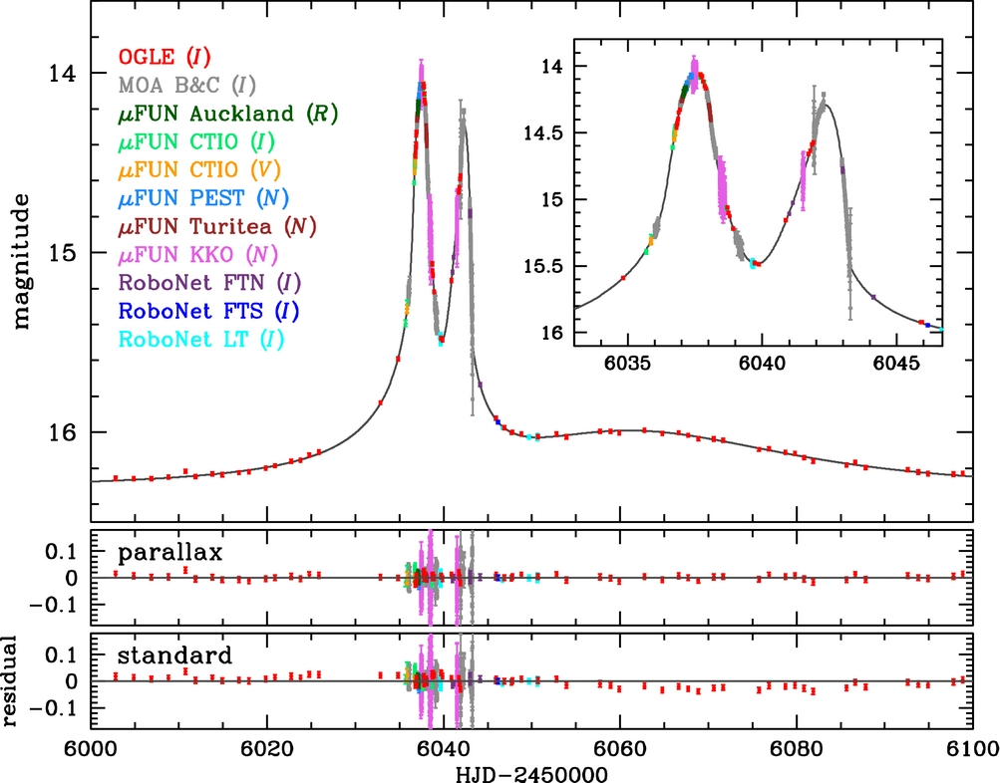 14
15
16
magnitude
OGLE (I)
MOA B&C (I)
μFUN Auckland (R)
μFUN CTIO (I)
μFUN CTIO (V)
μFUN PEST (N)
μFUN Turitea (N)
μFUN KKO (N)
RoboNet FTN (I)
RoboNet FTS (I)
RoboNet LT (I)
14
14.5
15
15.5
16
6035 6040 6045
parallax
0.1
0
−0.1
standard
0.1
0
−0.1
residual
6000 6020 6040 6060 6080 6100
HJD−2450000